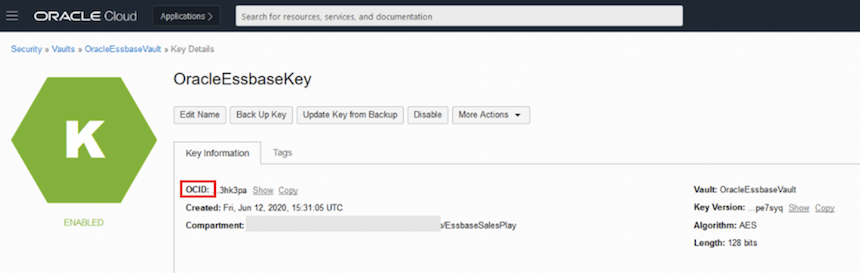 ORACLE Cloud Applications > Search for resources, services, and documentation
Security » Vaults » OracleEssbaseVault » Key Details
K
ENABLED
OracleEssbaseKey
Edit Name Back Up Key Update Key from Backup Disable More Actions
Key Information Tags
OCID: ...3hk3pa Show Copy
Created: Fri, Jun 12, 2020, 15:31:05 UTC
Compartment: /EssbaseSalesPlay
Vault: OracleEssbaseVault
Key Version: ...pe7syq Show Copy
Algorithm: AES
Length: 128 bits